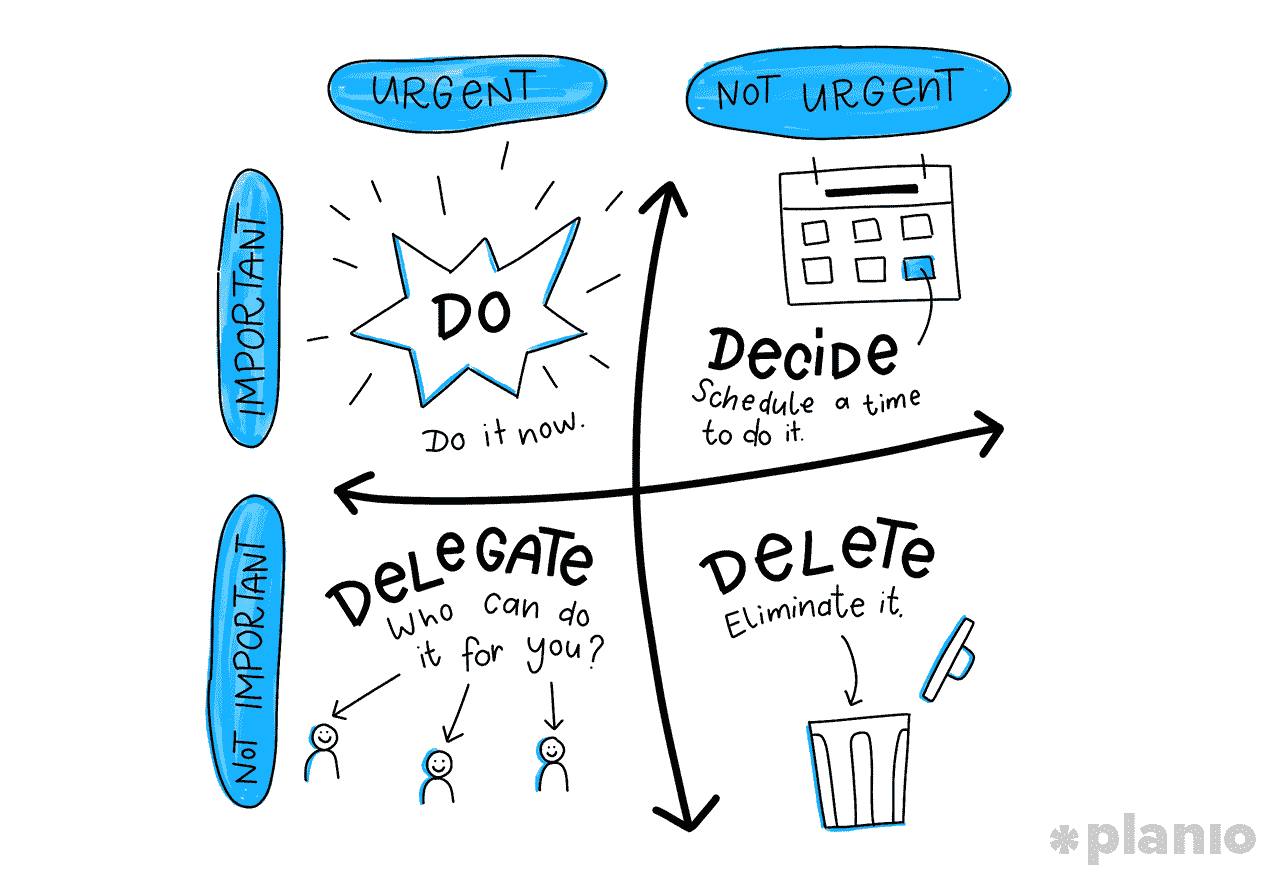 URGENT
NOT URGENT
IMPORTANT
DO
Do it now.
DECIDE
Schedule a time
to do it.
NOT IMPORTANT
DELEGATE
Who can do
it for you?
DELETE
Eliminate it.
*planio